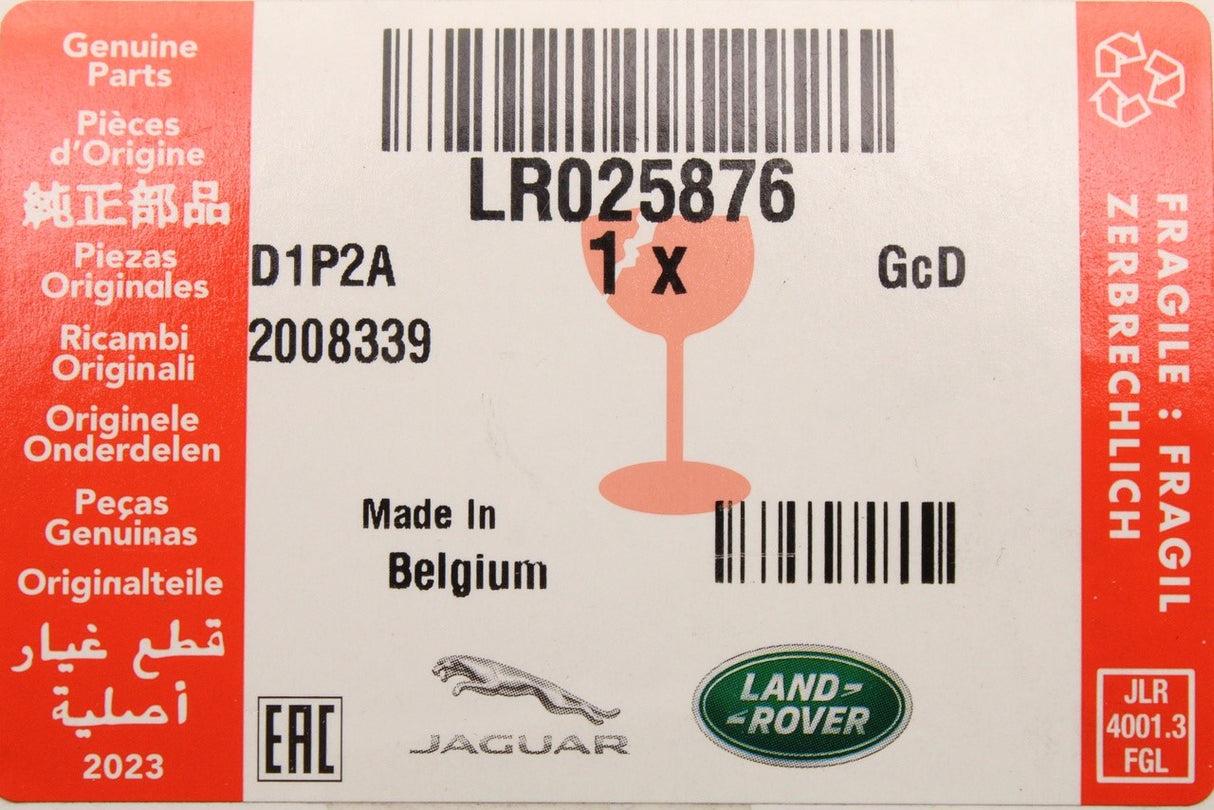 Genuine
Parts
Pièces
d'Origine
純正部品
Piezas
Originales
Ricambi
Originali
Originele
Onderdelen
Peças
Genuinas
Originalteile
قطع غيار
أصلية
2023
LR025876
1 x
D1P2A
GcD
2008339
Made In
Belgium
EAC
JAGUAR
LAND-
-ROVER
FRAGILE : FRAGIL
ZERBRECHLICH
JLR
4001.3
FGL